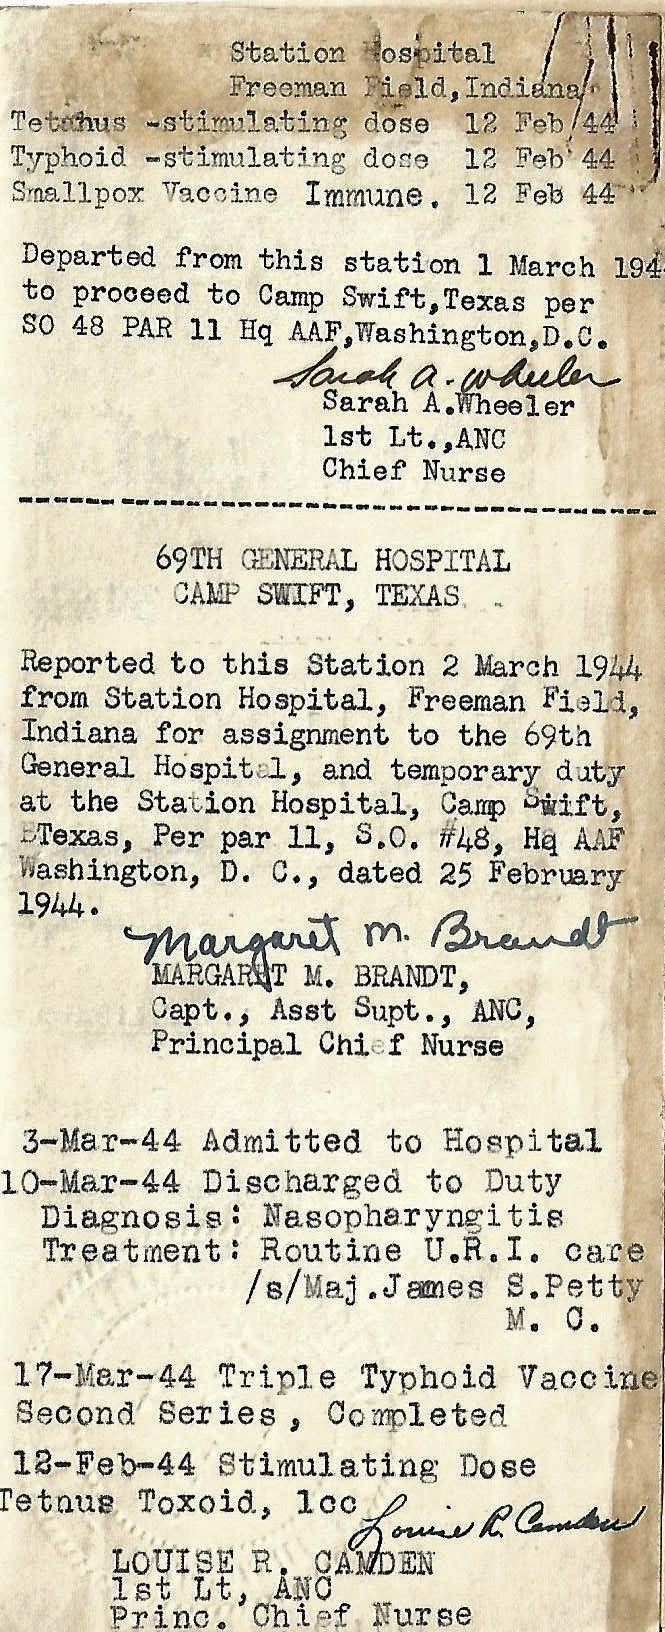 Station Hospital
Freeman Field,Indiana
Tetahus -stimulating dose 12 Feb 44
Typhoid -stimulating dose 12 Feb 44
Smallpox Vaccine Immune. 12 Feb 44
Departed from this station 1 March 194
to proceed to Camp Swift,Texas per
SO 48 PAR 11 Hq AAF,Washington,D.C.
Sarah A. Wheeler
Sarah A.Wheeler
1st Lt.,ANC
Chief Nurse
69TH GENERAL HOSPITAL
CAMP SWIFT, TEXAS
Reported to this Station 2 March 1944
from Station Hospital, Freeman Field,
Indiana for assignment to the 69th
General Hospital, and temporary duty
at the Station Hospital, Camp Swift,
Texas, Per par 11, S.O. #48, Hq AAF
Washington, D. C., dated 25 February
1944.
Margaret M. Brandt
MARGARET M. BRANDT,
Capt., Asst Supt., ANC,
Principal Chief Nurse
3-Mar-44 Admitted to Hospital
10-Mar-44 Discharged to Duty
Diagnosis: Nasopharyngitis
Treatment: Routine U.R.I. care
/s/Maj.James S.Petty
M. C.
17-Mar-44 Triple Typhoid Vaccine
Second Series, Completed
12-Feb-44 Stimulating Dose
Tetnus Toxoid, 1cc
Louise R. Camden
LOUISE R. CAMDEN
1st Lt, ANC
Princ. Chief Nurse